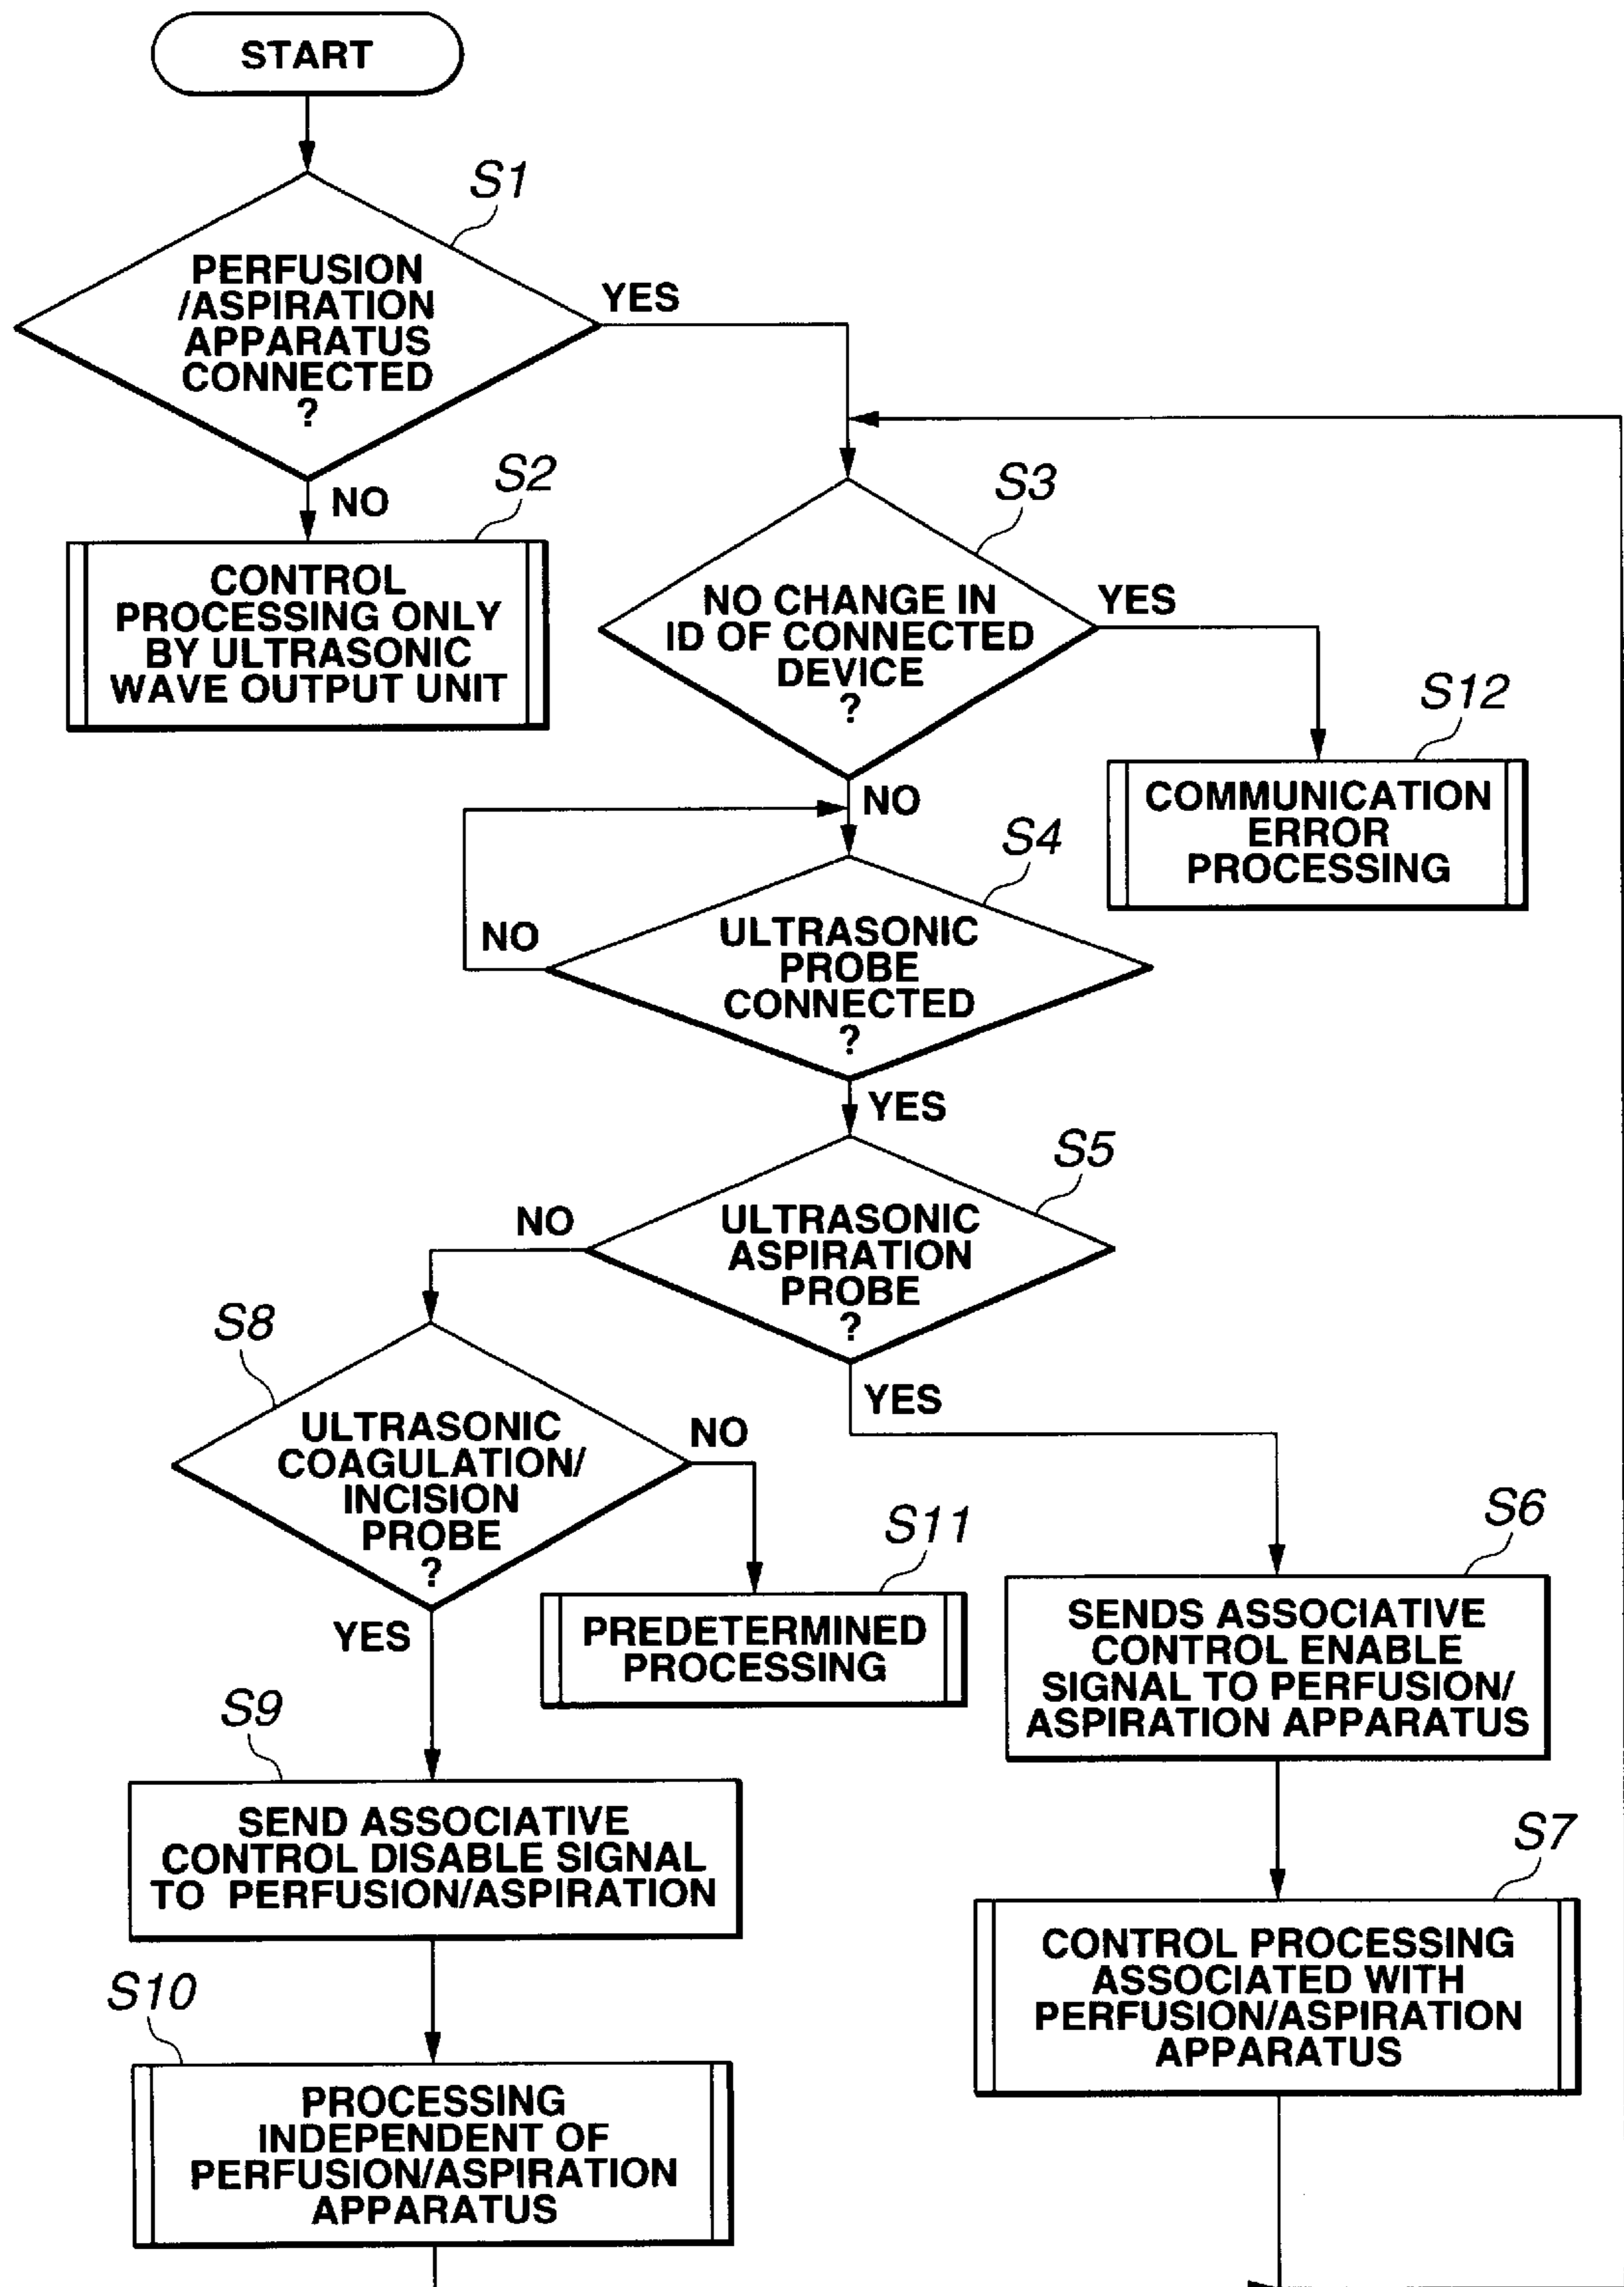 START
S1
PERFUSION
/ASPIRATION
APPARATUS
CONNECTED
?
YES
NO
S2
CONTROL
PROCESSING ONLY
BY ULTRASONIC
WAVE OUTPUT UNIT
S3
NO CHANGE IN
ID OF CONNECTED
DEVICE
?
YES
NO
S12
COMMUNICATION
ERROR
PROCESSING
S4
ULTRASONIC
PROBE
CONNECTED
?
NO
YES
S5
ULTRASONIC
ASPIRATION
PROBE
?
NO
YES
S8
ULTRASONIC
COAGULATION/
INCISION
PROBE
?
NO
YES
S11
PREDETERMINED
PROCESSING
S6
SENDS ASSOCIATIVE
CONTROL ENABLE
SIGNAL TO PERFUSION/
ASPIRATION APPARATUS
S9
SEND ASSOCIATIVE
CONTROL DISABLE SIGNAL
TO PERFUSION/ASPIRATION
S7
CONTROL PROCESSING
ASSOCIATED WITH
PERFUSION/ASPIRATION
APPARATUS
S10
PROCESSING
INDEPENDENT OF
PERFUSION/ASPIRATION
APPARATUS